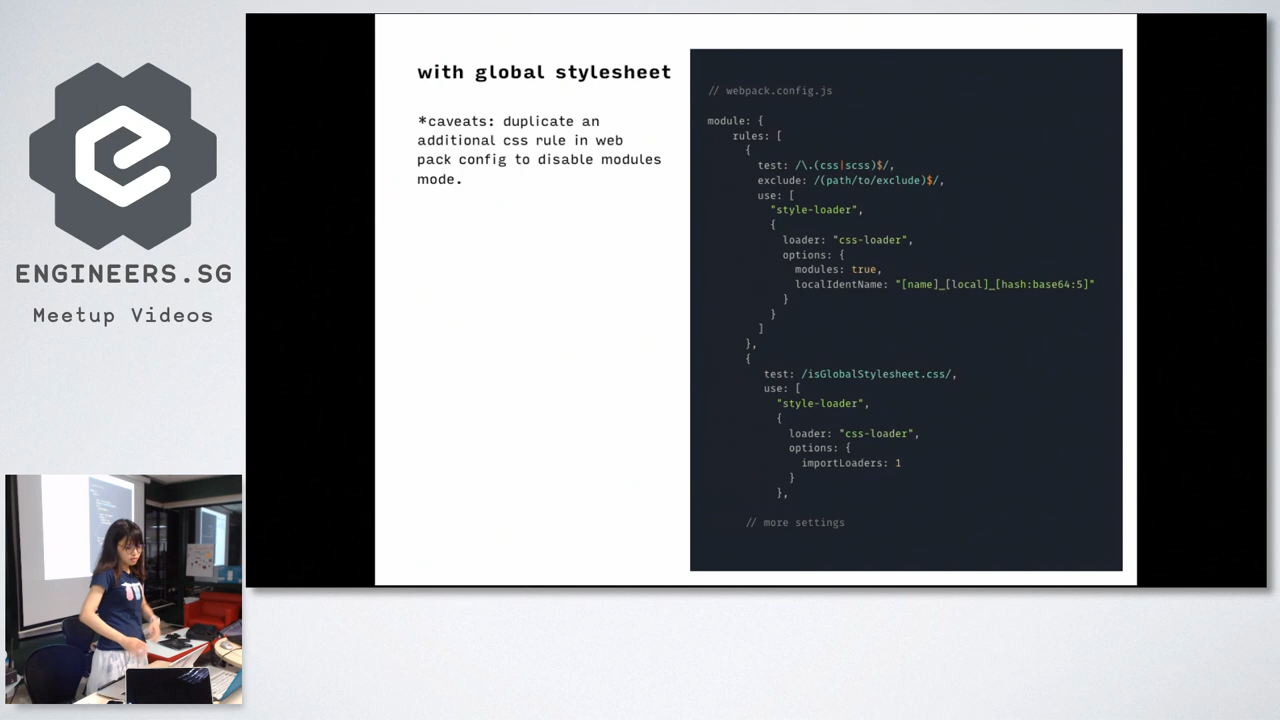 ENGINEERS.SG
Meetup Videos
with global stylesheet
*caveats: duplicate an
additional css rule in web
pack config to disable modules
mode.
// webpack.config.js
module: {
rules: [
{
test: /\.(css|scss)$/,
exclude: /(path/to/exclude)$/,
use: [
"style-loader",
{
loader: "css-loader",
options: {
modules: true,
localIdentName: "[name]_[local]_[hash:base64:5]"
}
}
]
},
{
test: /isGlobalStylesheet.css/,
use: [
"style-loader",
{
loader: "css-loader",
options: {
importLoaders: 1
}
},
// more settings